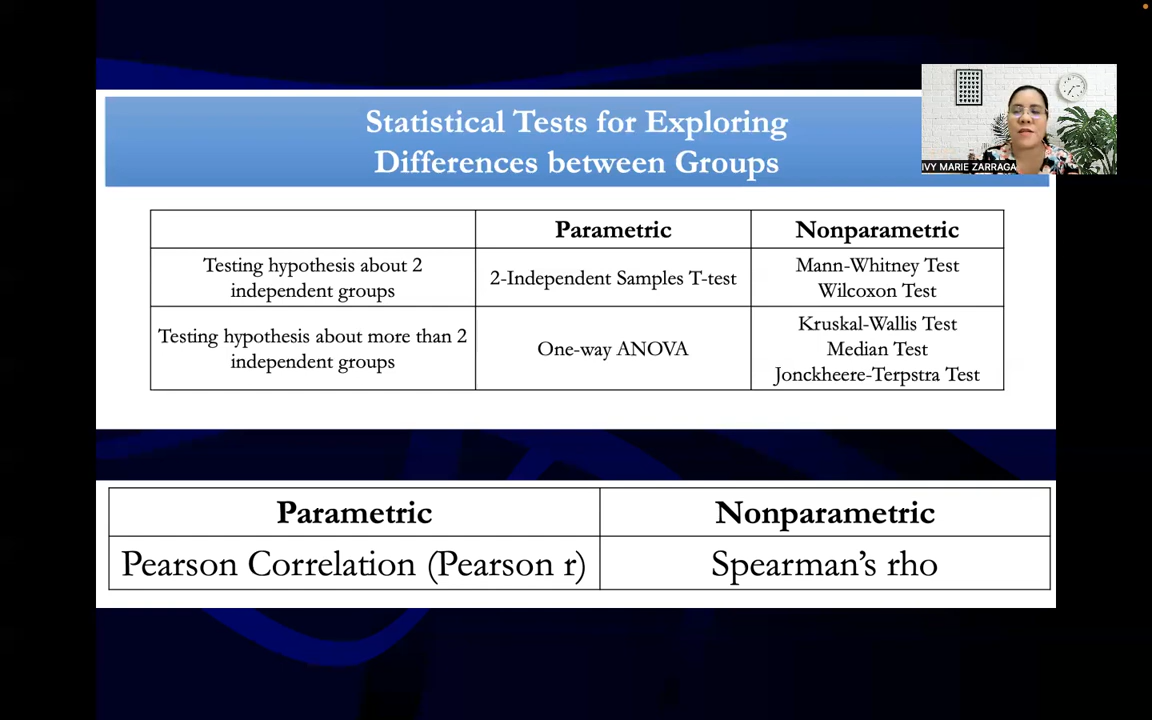 Statistical Tests for Exploring
Differences between Groups
IVY MARIE ZARRAGA
Parametric
Nonparametric
Testing hypothesis about 2
independent groups
2-Independent Samples T-test
Mann-Whitney Test
Wilcoxon Test
Testing hypothesis about more than 2
independent groups
One-way ANOVA
Kruskal-Wallis Test
Median Test
Jonckheere-Terpstra Test
Parametric
Nonparametric
Pearson Correlation (Pearson r)
Spearman's rho